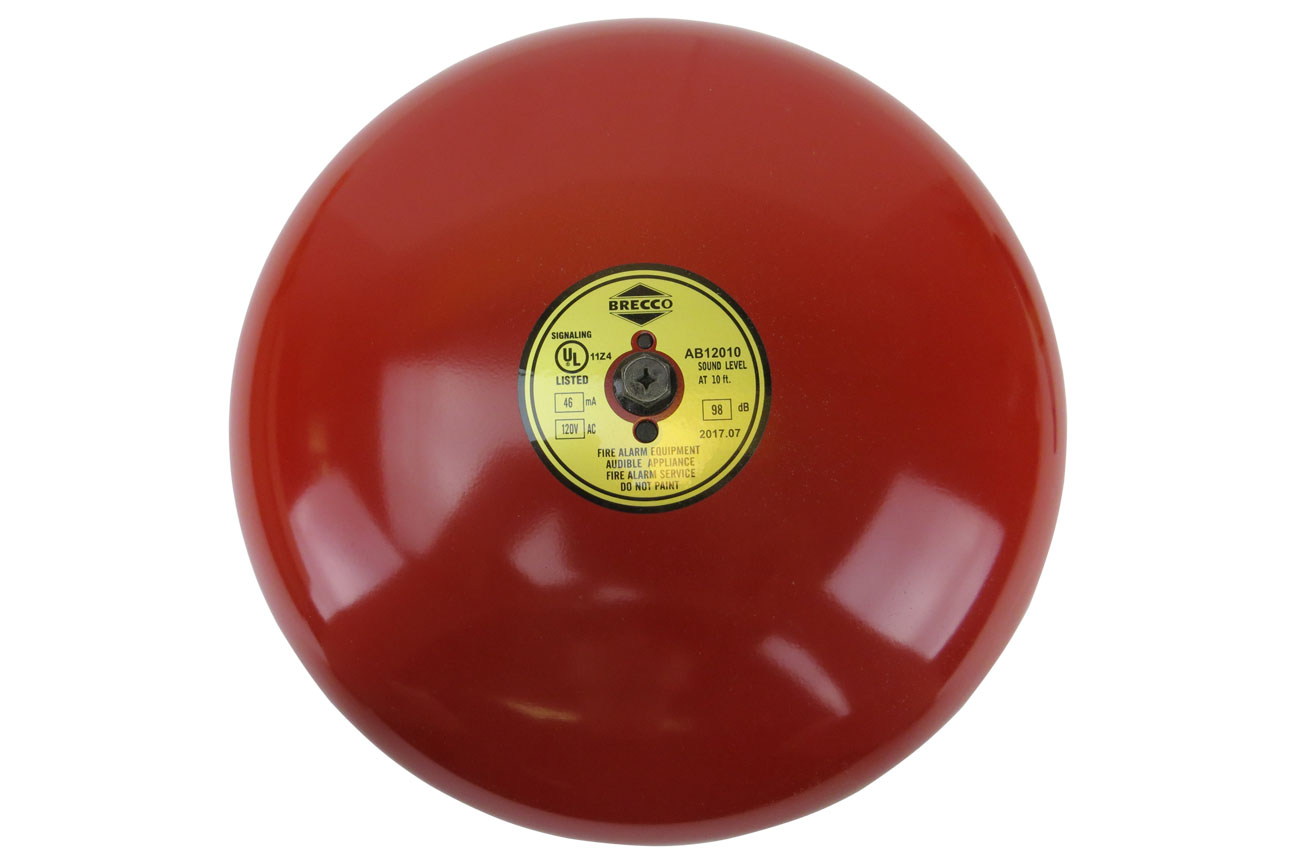 BRECCO
SIGNALING
UL ®
11Z4
LISTED
46 mA
120V AC
AB12010
SOUND LEVEL
AT 10 ft.
98 dB
2017.07
FIRE ALARM EQUIPMENT
AUDIBLE APPLIANCE
FIRE ALARM SERVICE
DO NOT PAINT